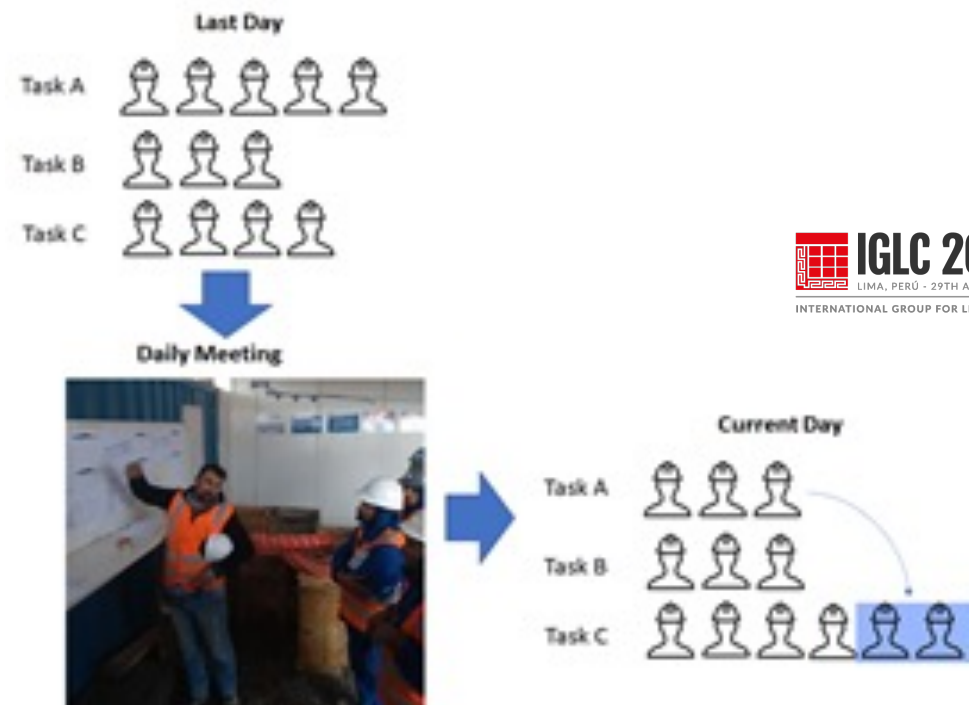 Last Day
Task A
Task B
Task C
IGLC 20
LIMA, PERÚ - 29TH A
INTERNATIONAL GROUP FOR L
Daily Meeting
Current Day
Task A
Task B
Task C